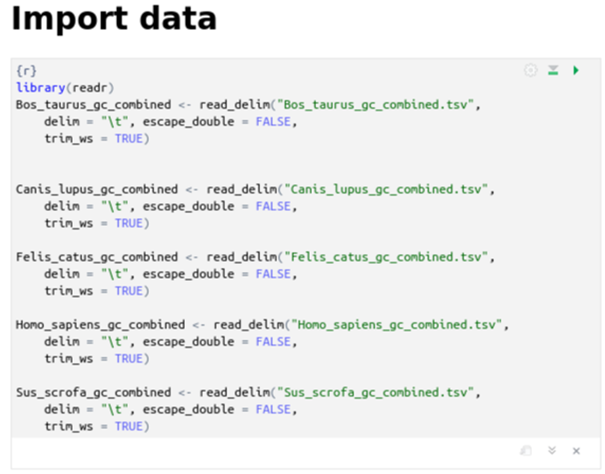 Import data
{r}
library(readr)
Bos_taurus_gc_combined <- read_delim("Bos_taurus_gc_combined.tsv",
    delim = "\t", escape_double = FALSE,
    trim_ws = TRUE)
Canis_lupus_gc_combined <- read_delim("Canis_lupus_gc_combined.tsv",
    delim = "\t", escape_double = FALSE,
    trim_ws = TRUE)
Felis_catus_gc_combined <- read_delim("Felis_catus_gc_combined.tsv",
    delim = "\t", escape_double = FALSE,
    trim_ws = TRUE)
Homo_sapiens_gc_combined <- read_delim("Homo_sapiens_gc_combined.tsv",
    delim = "\t", escape_double = FALSE,
    trim_ws = TRUE)
Sus_scrofa_gc_combined <- read_delim("Sus_scrofa_gc_combined.tsv",
    delim = "\t", escape_double = FALSE,
    trim_ws = TRUE)